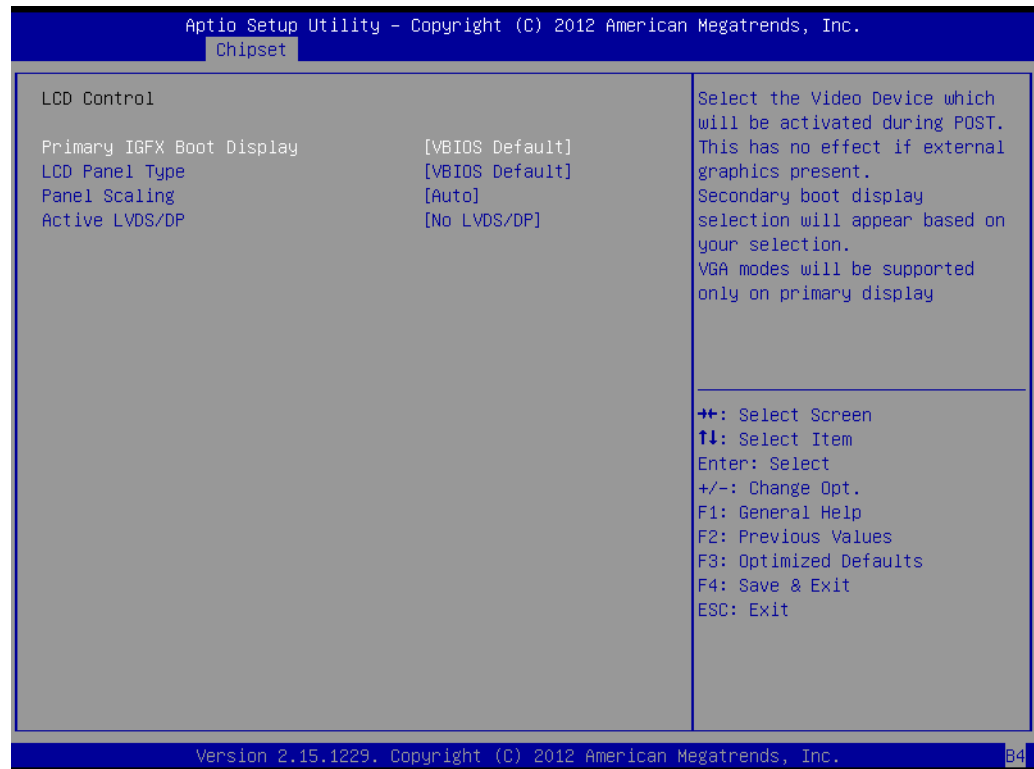 Aptio Setup Utility – Copyright (C) 2012 American Megatrends, Inc.
Chipset
LCD Control
Primary IGFX Boot Display [VBIOS Default]
LCD Panel Type [VBIOS Default]
Panel Scaling [Auto]
Active LVDS/DP [No LVDS/DP]
Select the Video Device which
will be activated during POST.
This has no effect if external
graphics present.
Secondary boot display
selection will appear based on
your selection.
VGA modes will be supported
only on primary display
→←: Select Screen
↑↓: Select Item
Enter: Select
+/-: Change Opt.
F1: General Help
F2: Previous Values
F3: Optimized Defaults
F4: Save & Exit
ESC: Exit
Version 2.15.1229. Copyright (C) 2012 American Megatrends, Inc.
B4